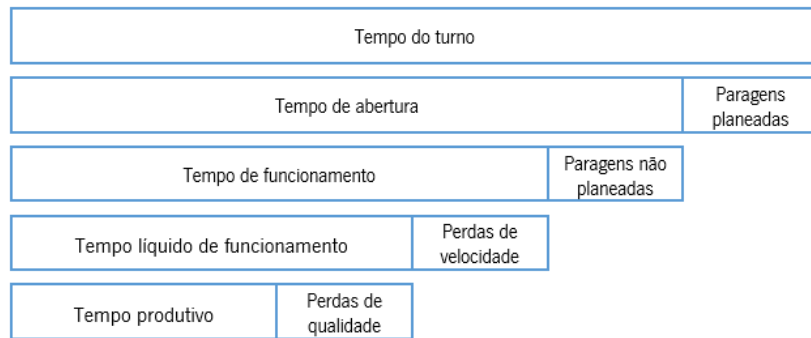 Tempo do turno
Tempo de abertura
Paragens
planeadas
Tempo de funcionamento
Paragens não
planeadas
Tempo líquido de funcionamento
Perdas de
velocidade
Tempo produtivo
Perdas de
qualidade